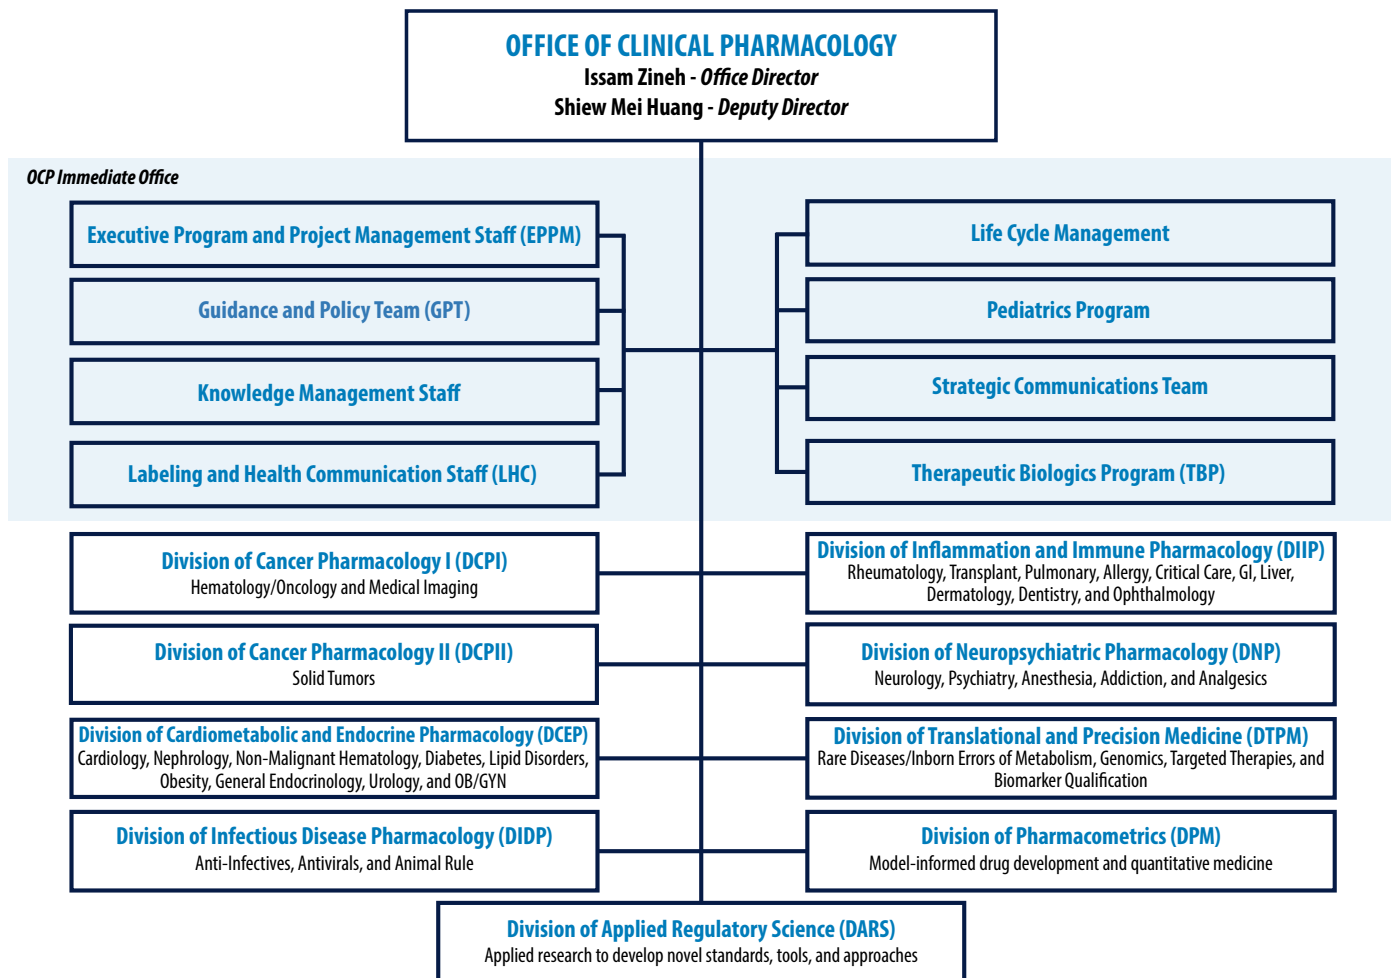 OFFICE OF CLINICAL PHARMACOLOGY
Issam Zineh - Office Director
Shiew Mei Huang - Deputy Director
OCP Immediate Office
Executive Program and Project Management Staff (EPPM)
Guidance and Policy Team (GPT)
Knowledge Management Staff
Labeling and Health Communication Staff (LHC)
Life Cycle Management
Pediatrics Program
Strategic Communications Team
Therapeutic Biologics Program (TBP)
Division of Cancer Pharmacology I (DCPI)
Hematology/Oncology and Medical Imaging
Division of Cancer Pharmacology II (DCPII)
Solid Tumors
Division of Cardiometabolic and Endocrine Pharmacology (DCEP)
Cardiology, Nephrology, Non-Malignant Hematology, Diabetes, Lipid Disorders,
Obesity, General Endocrinology, Urology, and OB/GYN
Division of Infectious Disease Pharmacology (DIDP)
Anti-Infectives, Antivirals, and Animal Rule
Division of Inflammation and Immune Pharmacology (DIIP)
Rheumatology, Transplant, Pulmonary, Allergy, Critical Care, GI, Liver,
Dermatology, Dentistry, and Ophthalmology
Division of Neuropsychiatric Pharmacology (DNP)
Neurology, Psychiatry, Anesthesia, Addiction, and Analgesics
Division of Translational and Precision Medicine (DTPM)
Rare Diseases/Inborn Errors of Metabolism, Genomics, Targeted Therapies, and
Biomarker Qualification
Division of Pharmacometrics (DPM)
Model-informed drug development and quantitative medicine
Division of Applied Regulatory Science (DARS)
Applied research to develop novel standards, tools, and approaches